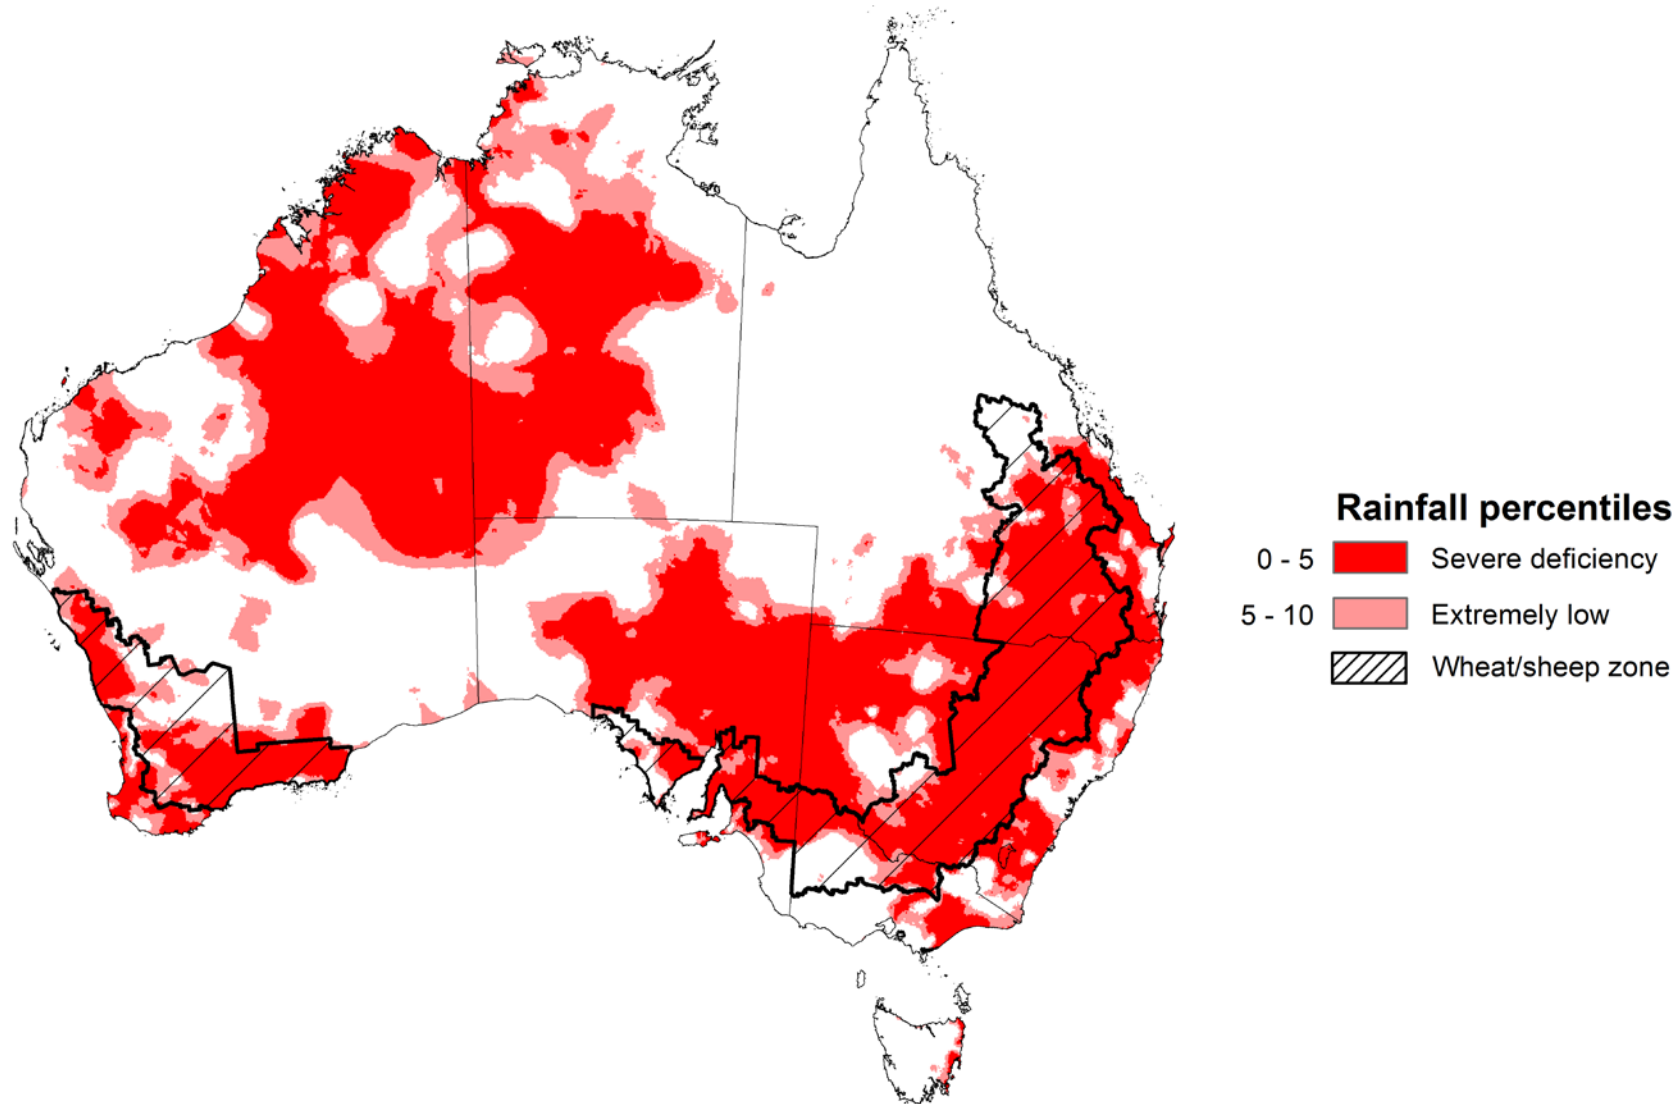 Rainfall percentiles
0 - 5 Severe deficiency
5 - 10 Extremely low
Wheat/sheep zone